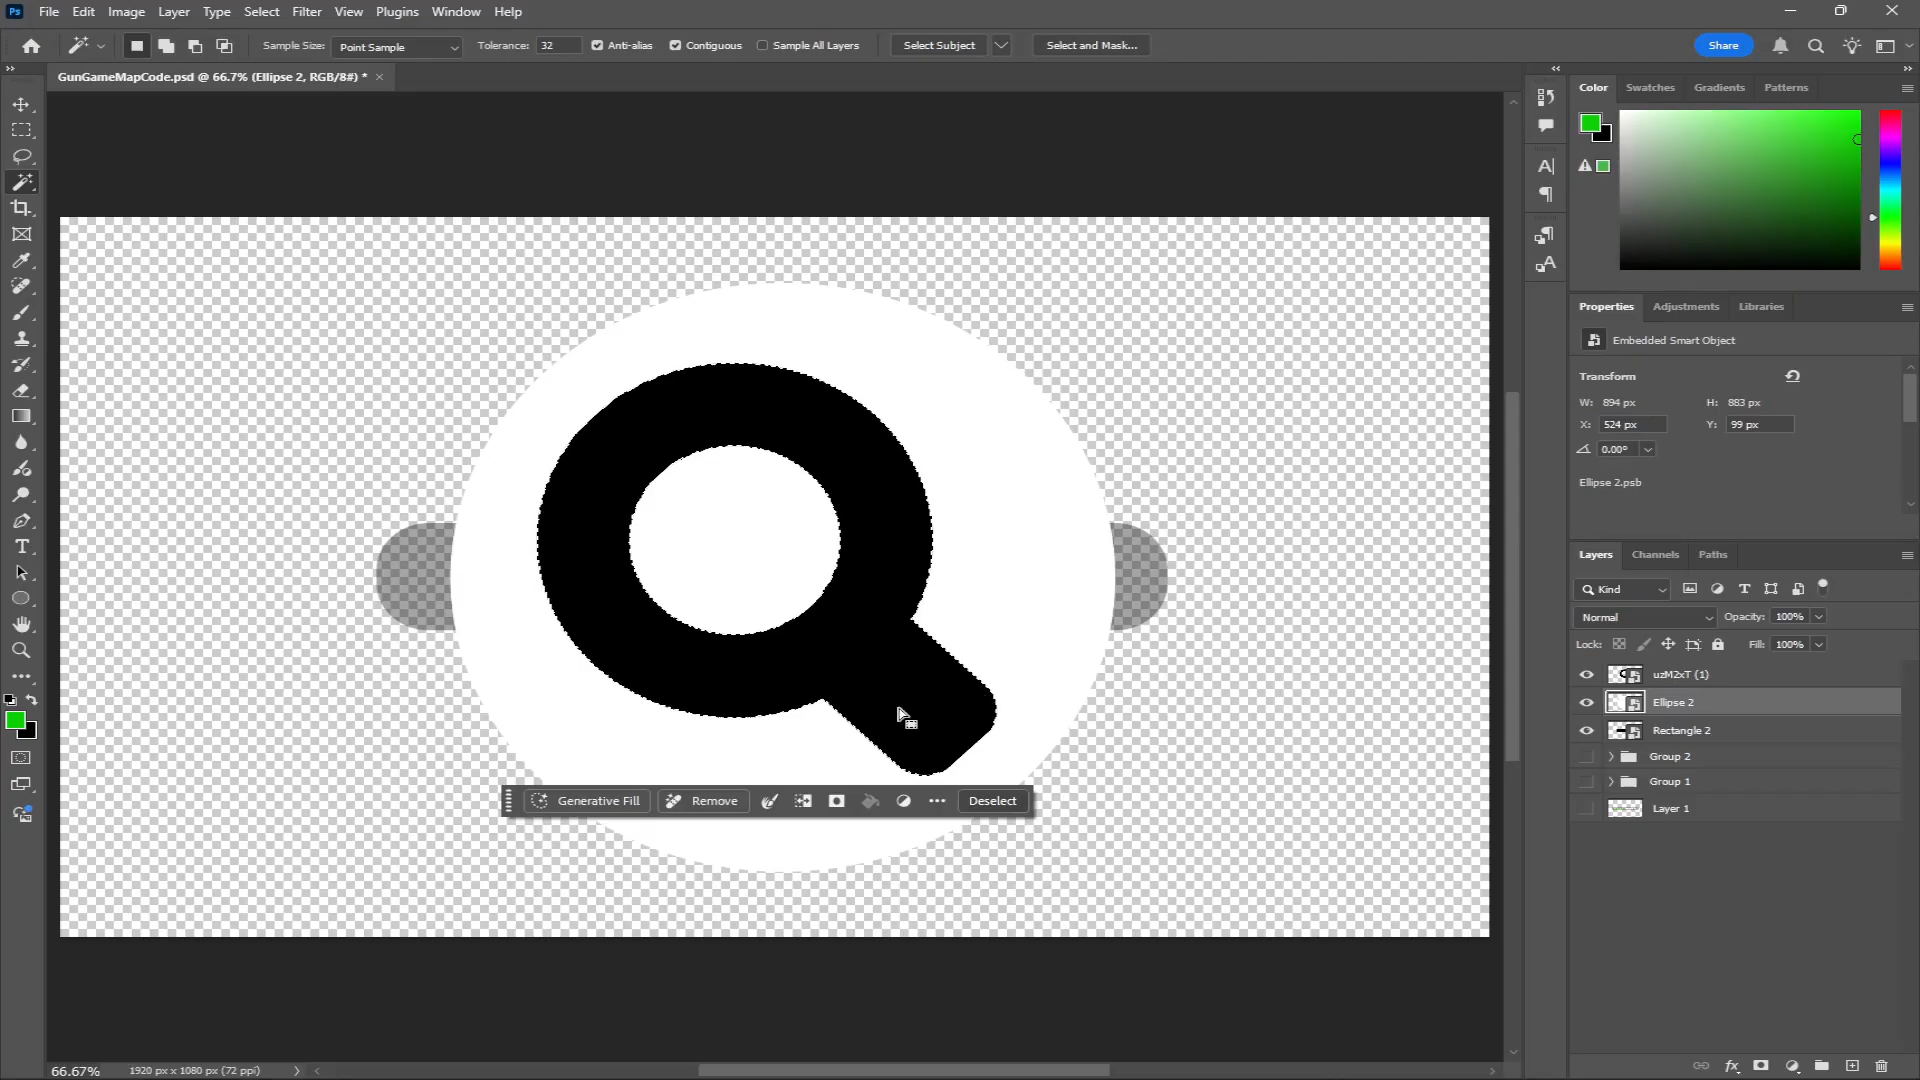 Ps File Edit Image Layer Type Select Filter View Plugins Window Help
Sample Size: Point Sample Tolerance: 32 Anti-alias Contiguous Sample All Layers Select Subject Select and Mask... Share
GunGameMapCode.psd @ 66.7% (Ellipse 2, RGB/8#) * ×
Color Swatches Gradients Patterns
Properties Adjustments Libraries
Embedded Smart Object
Transform
W: 894 px H: 883 px
X: 524 px Y: 99 px
0.00°
Ellipse 2.psb
Layers Channels Paths
Kind
Normal Opacity: 100%
Lock: Fill: 100%
uzM2xT (1)
Ellipse 2
Rectangle 2
Group 2
Group 1
Layer 1
Generative Fill Remove Deselect
66.67% 1920 px x 1080 px (72 ppi)